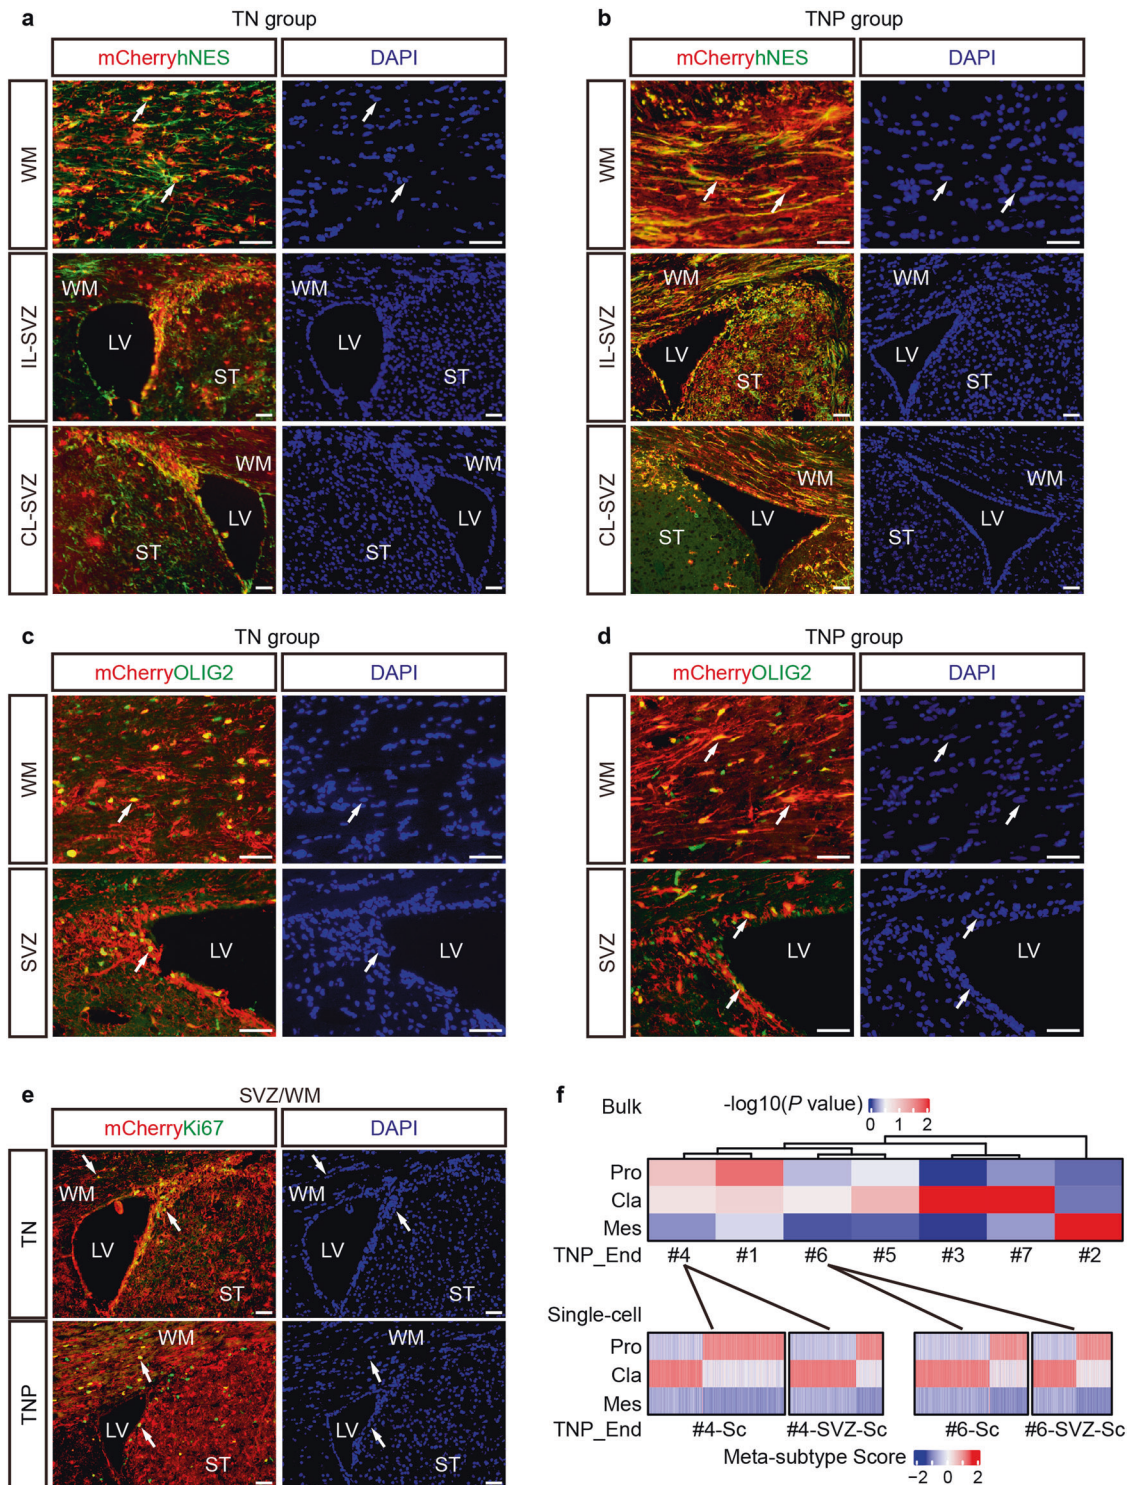 a
TN group
mCherryhNES
DAPI
WM
IL-SVZ
WM
LV
ST
LV
ST
CL-SVZ
WM
LV
ST
WM
LV
ST
b
TNP group
mCherryhNES
DAPI
WM
IL-SVZ
WM
LV
ST
WM
LV
ST
CL-SVZ
WM
LV
ST
WM
LV
ST
c
TN group
mCherryOLIG2
DAPI
WM
SVZ
LV
LV
d
TNP group
mCherryOLIG2
DAPI
WM
SVZ
LV
LV
e
SVZ/WM
mCherryKi67
DAPI
TN
WM
LV
ST
WM
LV
ST
TNP
WM
LV
ST
WM
LV
ST
f
Bulk
-log10(P value)
0 1 2
Pro
Cla
Mes
TNP_End #4 #1 #6 #5 #3 #7 #2
Single-cell
Pro
Cla
Mes
TNP_End #4-Sc #4-SVZ-Sc #6-Sc #6-SVZ-Sc
Meta-subtype Score
−2 0 2